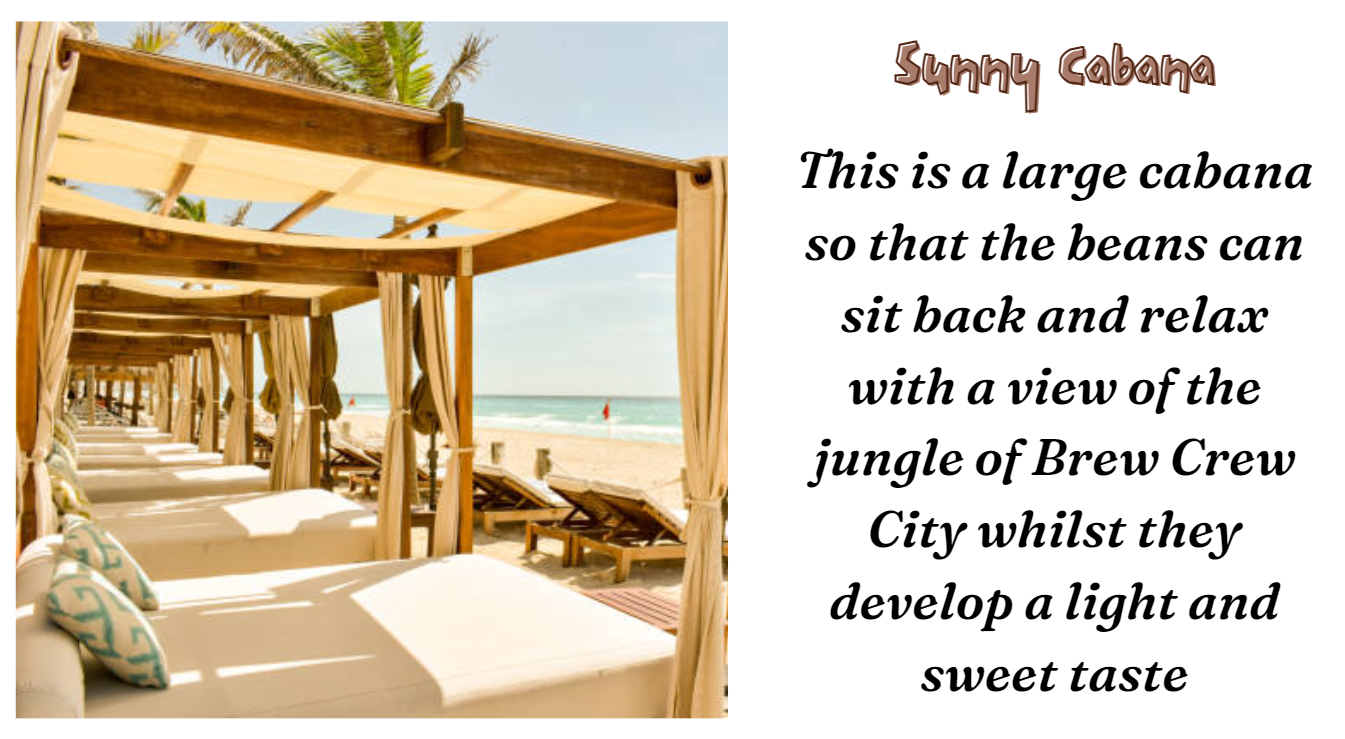 Sunny Cabana
This is a large cabana
so that the beans can
sit back and relax
with a view of the
jungle of Brew Crew
City whilst they
develop a light and
sweet taste